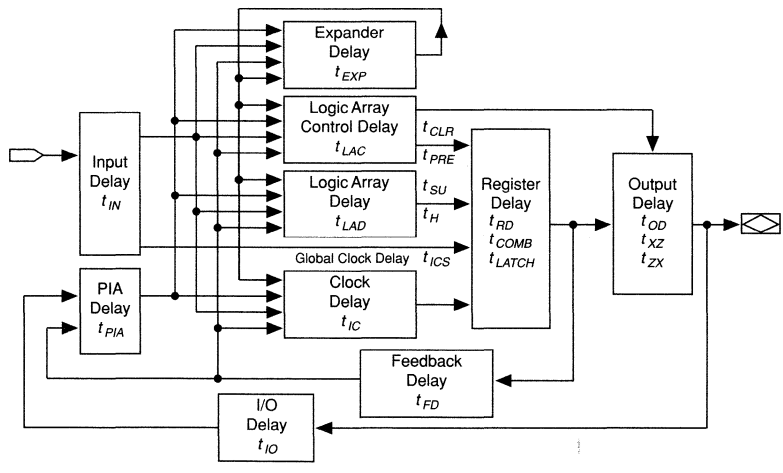 Expander
Delay
tEXP
Logic Array
Control Delay
tLAC
tCLR
tPRE
Input
Delay
tIN
Logic Array
Delay
tLAD
tSU
tH
Register
Delay
tRD
tCOMB
tLATCH
Output
Delay
tOD
tXZ
tZX
Global Clock Delay
tICS
PIA
Delay
tPIA
Clock
Delay
tIC
Feedback
Delay
tFD
I/O
Delay
tIO